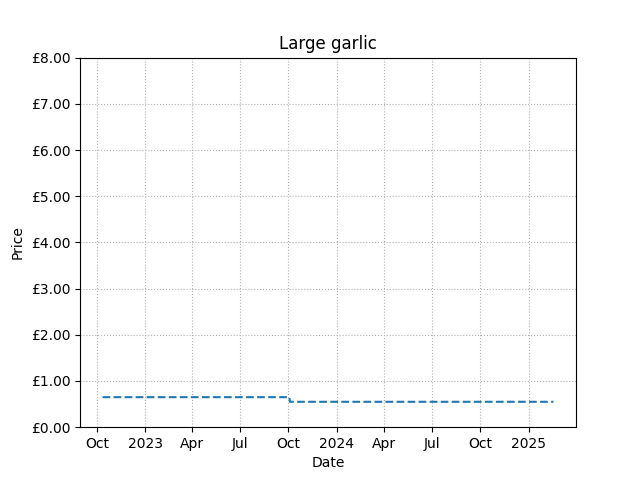 Large garlic
£8.00
£7.00
£6.00
£5.00
£4.00
£3.00
£2.00
£1.00
£0.00
Price
Oct 2023 Apr Jul Oct 2024 Apr Jul Oct 2025
Date